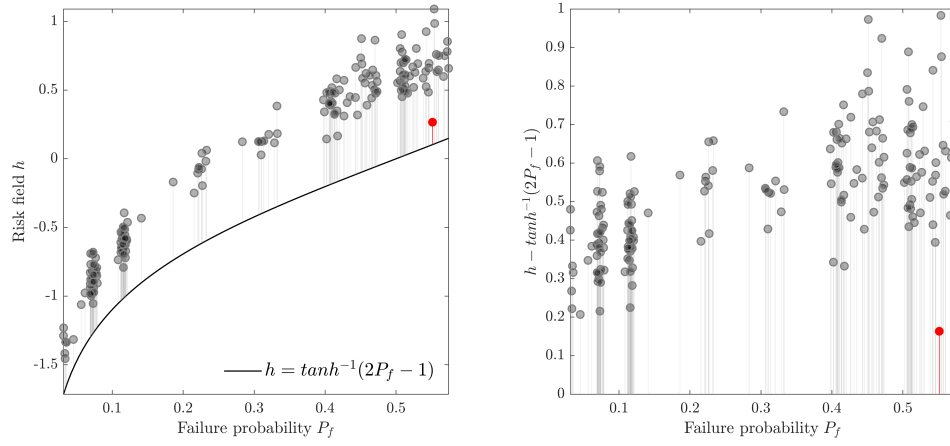 1
0.5
0
-0.5
-1
-1.5
Risk field h
h = tanh⁻¹(2P_f − 1)
0.1 0.2 0.3 0.4 0.5
Failure probability P_f
1
0.9
0.8
0.7
0.6
0.5
0.4
0.3
0.2
0.1
0
h − tanh⁻¹(2P_f − 1)
0.1 0.2 0.3 0.4 0.5
Failure probability P_f